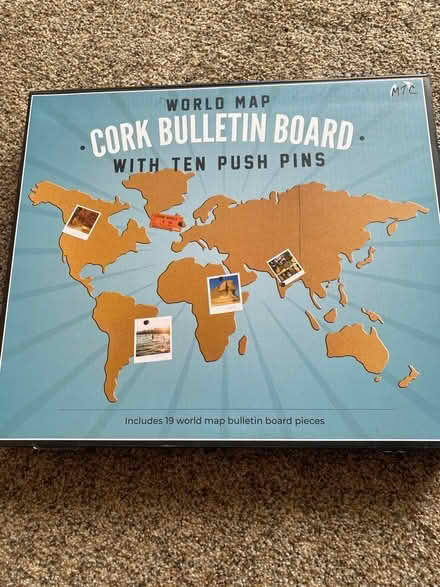 MTC
WORLD MAP
• CORK BULLETIN BOARD •
WITH TEN PUSH PINS
Includes 19 world map bulletin board pieces